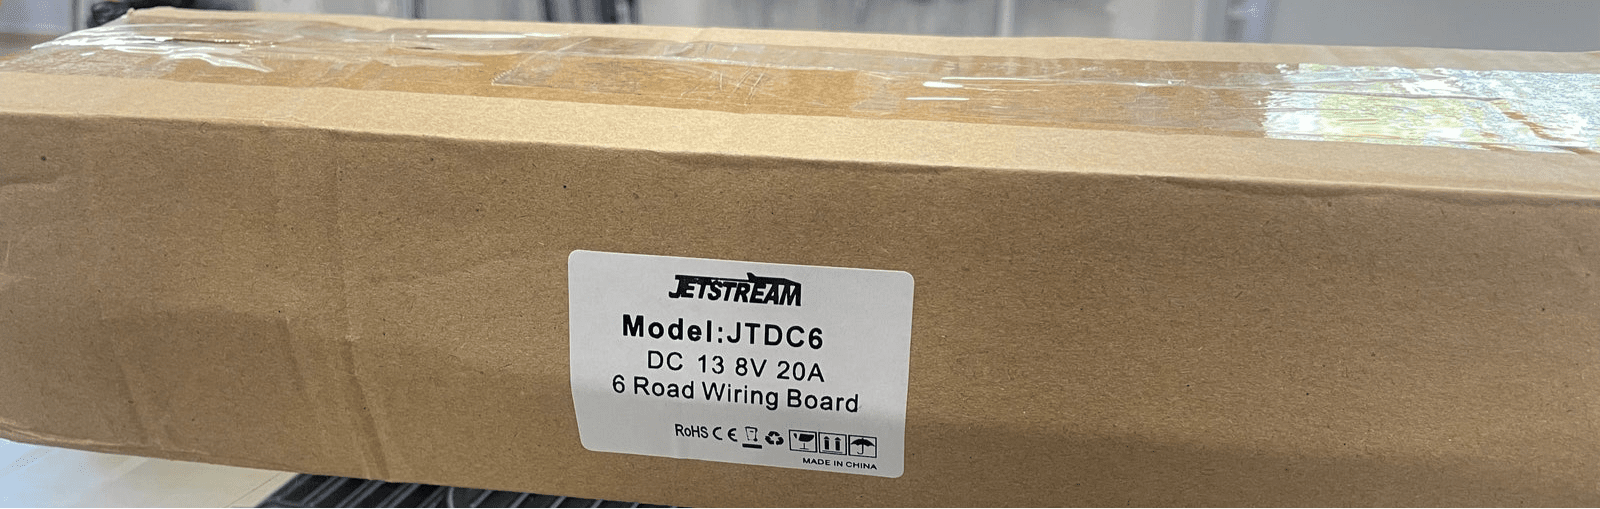 JETSTREAM
Model:JTDC6
DC 13 8V 20A
6 Road Wiring Board
RoHS CE
MADE IN CHINA